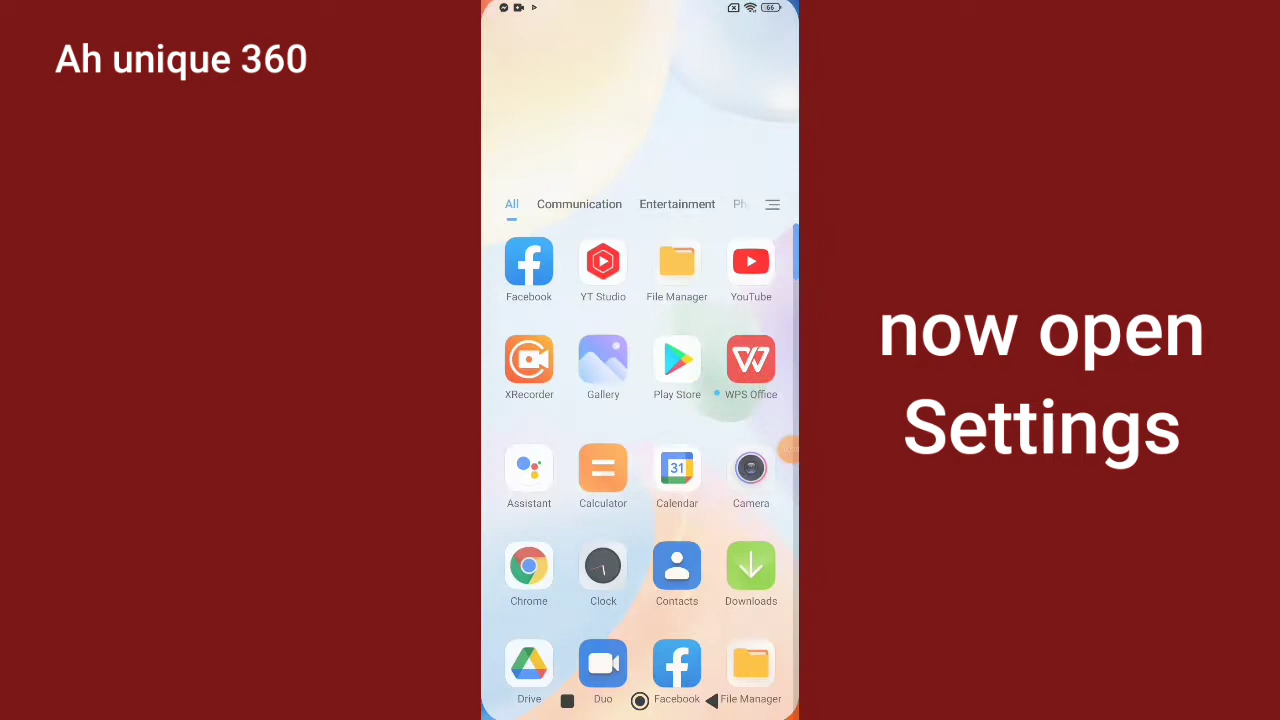 Ah unique 360
66
All Communication Entertainment
Facebook YT Studio File Manager YouTube
XRecorder Gallery Play Store WPS Office
now open
Settings
31
Assistant Calculator Calendar Camera
Chrome Clock Contacts Downloads
Drive Duo Facebook File Manager